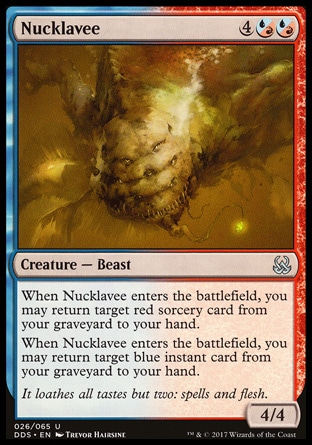 Nucklavee 4
Creature — Beast
When Nucklavee enters the battlefield, you
may return target red sorcery card from
your graveyard to your hand.
When Nucklavee enters the battlefield, you
may return target blue instant card from
your graveyard to your hand.
It loathes all tastes but two: spells and flesh.
4/4
026/065 U
DDS • EN Trevor Hairsine ™ & © 2017 Wizards of the Coast